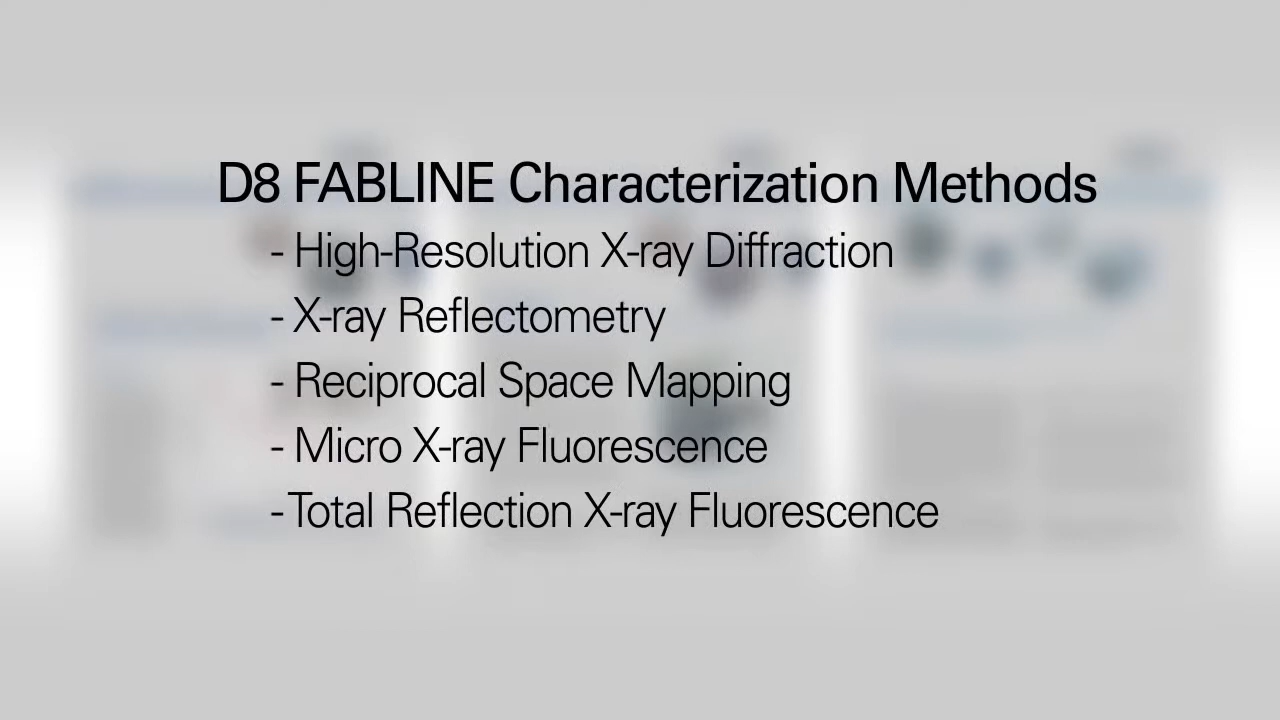 D8 FABLINE Characterization Methods
- High-Resolution X-ray Diffraction
- X-ray Reflectometry
- Reciprocal Space Mapping
- Micro X-ray Fluorescence
-Total Reflection X-ray Fluorescence